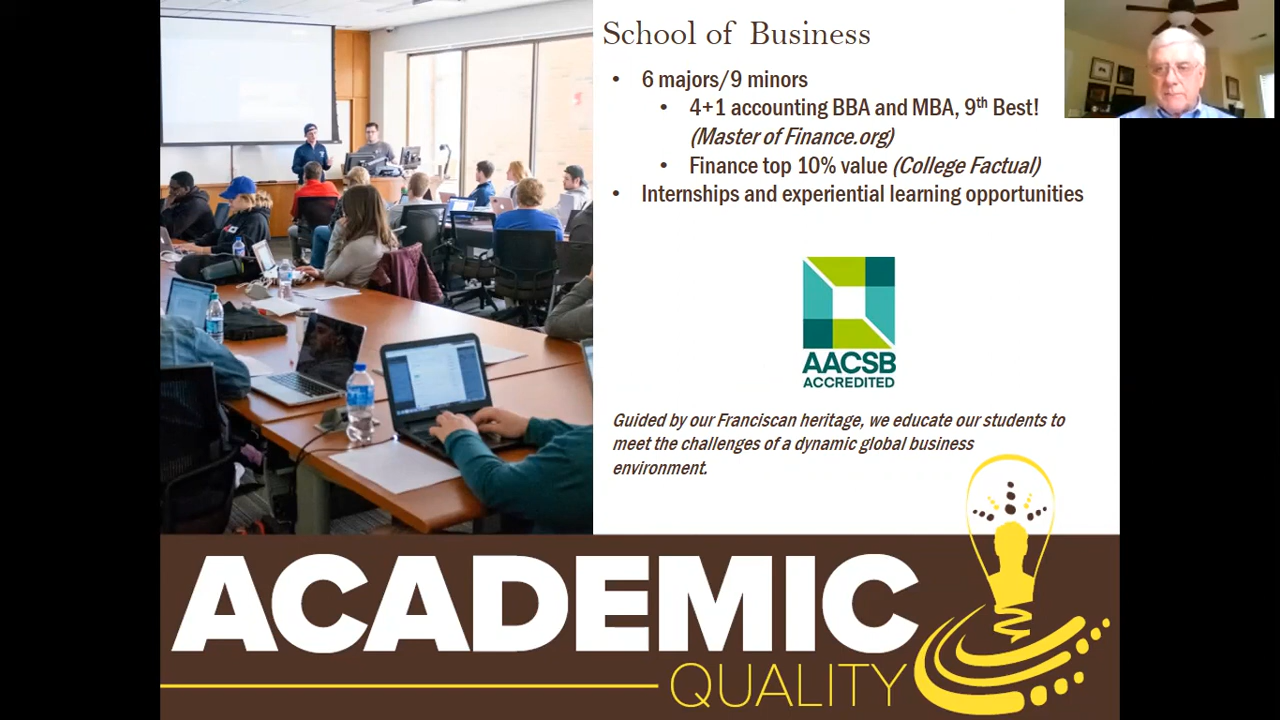 School of Business
• 6 majors/9 minors
• 4+1 accounting BBA and MBA, 9th Best!
(Master of Finance.org)
• Finance top 10% value (College Factual)
• Internships and experiential learning opportunities
AACSB
ACCREDITED
Guided by our Franciscan heritage, we educate our students to
meet the challenges of a dynamic global business
environment.
ACADEMIC
QUALITY